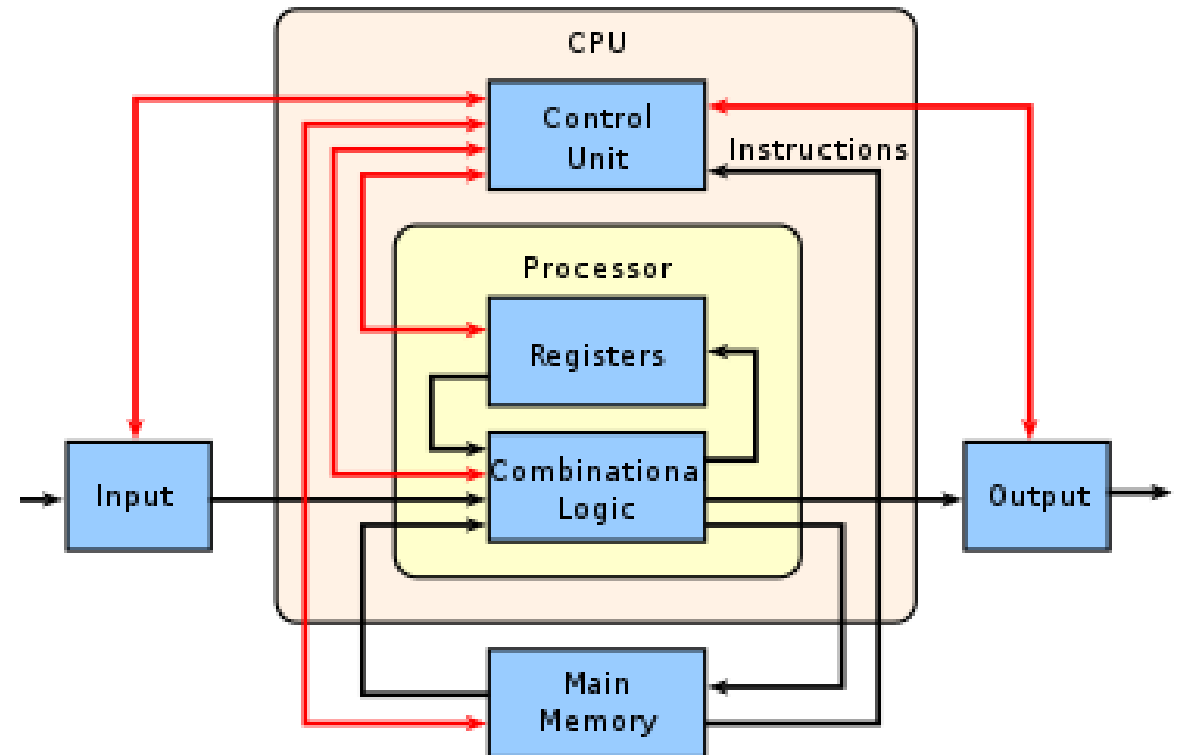 CPU
Control
Unit
Instructions
Processor
Registers
Combinationa
Logic
Input
Output
Main
Memory